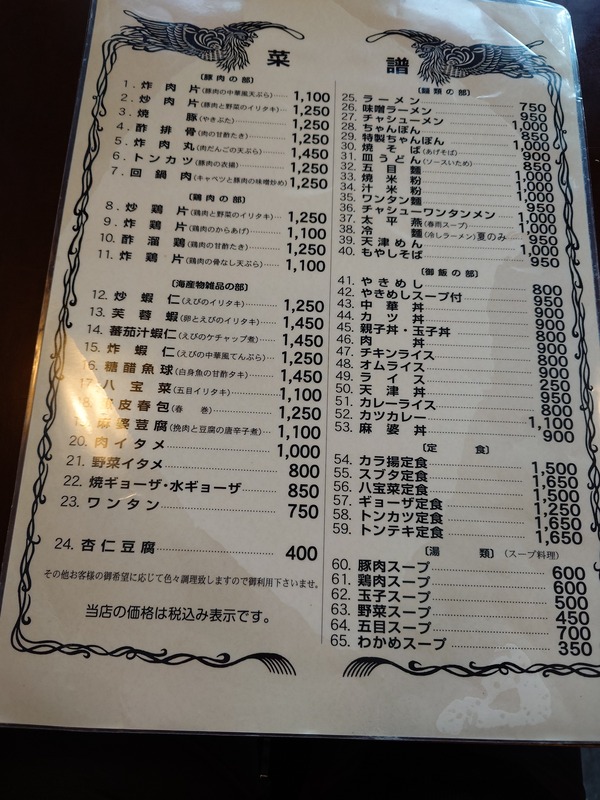 菜譜
〔豚肉の部〕
1. 炸肉片(豚肉の中華風天ぷら) 1,100
2. 炒肉片(豚肉と野菜のイリタキ) 1,250
3. 焼豚(やきぶた) 1,250
4. 酢排骨(肉の甘酢たき) 1,250
5. 炸肉丸(肉だんごの天ぷら) 1,450
6. トンカツ(豚肉の衣揚) 1,250
7. 回鍋肉(キャベツと豚肉の味噌炒め) 1,250
〔鶏肉の部〕
8. 炒鶏片(鶏肉と野菜のイリタキ) 1,250
9. 炸鶏片(鶏肉のからあげ) 1,100
10. 酢溜鶏(鶏肉の甘酢たき) 1,250
11. 炸鶏片(鶏肉の骨なし天ぷら) 1,100
〔海産物雑品の部〕
12. 炒蝦仁(えびのイリタキ) 1,250
13. 芙蓉蝦(卵とえびのイリタキ) 1,450
14. 蕃茄汁蝦仁(えびのケチャップ煮) 1,450
15. 炸蝦仁(えびの中華風てんぷら) 1,250
16. 糖醋魚球(白身魚の甘酢タキ) 1,450
17. 八宝菜(五目イリタキ) 1,100
18. 皮春包(春巻) 1,250
19. 麻婆荳腐(挽肉と豆腐の唐辛子煮) 1,100
20. 肉イタメ 1,000
21. 野菜イタメ 800
22. 焼ギョーザ・水ギョーザ 850
23. ワンタン 750
24. 杏仁豆腐 400
その他お客様の御希望に応じて色々調理致しますので御利用下さいませ。
当店の価格は税込み表示です。
〔麺類の部〕
25. ラーメン 750
26. 味噌ラーメン 950
27. チャシューメン 1,000
28. ちゃんぽん 850
29. 特製ちゃんぽん 1,000
30. 焼そば(あげそば) 900
31. 皿うどん(ソースいため) 850
32. 五目麺 1,000
33. 焼米粉 1,000
34. 汁米粉 1,000
35. ワンタン麺 950
36. チャシューワンタンメン 1,000
37. 太平燕(春雨スープ) 1,000
38. 冷麺(冷しラーメン)夏のみ 950
39. 天津めん 1,000
40. もやしそば 950
〔御飯の部〕
41. やきめし 800
42. やきめしスープ付 950
43. 中華丼 900
44. カツ丼 900
45. 親子丼・玉子丼 900
46. 肉丼 900
47. チキンライス 800
48. オムライス 900
49. ライス 250
50. 天津丼 950
51. カレーライス 800
52. カツカレー 1,100
53. 麻婆丼 900
〔定食〕
54. カラ揚定食 1,500
55. スブタ定食 1,650
56. 八宝菜定食 1,500
57. ギョーザ定食 1,250
58. トンカツ定食 1,650
59. トンテキ定食 1,650
〔湯類〕(スープ料理)
60. 豚肉スープ 600
61. 鶏肉スープ 600
62. 玉子スープ 500
63. 野菜スープ 450
64. 五目スープ 700
65. わかめスープ 350